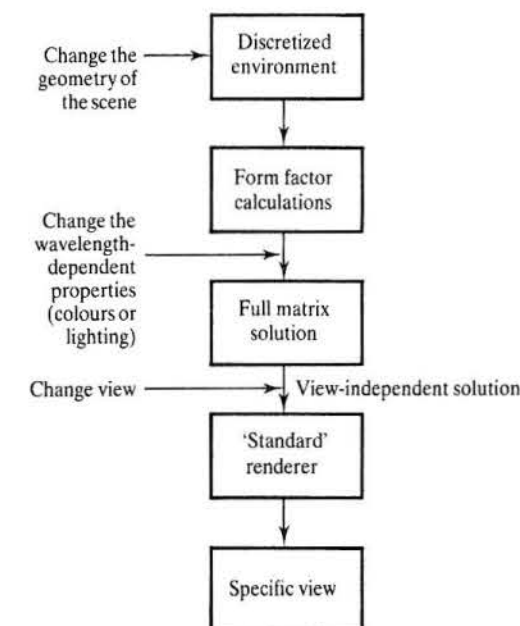 Discretized
environment
Change the
geometry of
the scene
Form factor
calculations
Change the
wavelength-
dependent
properties
(colours or
lighting)
Full matrix
solution
Change view
View-independent solution
‘Standard’
renderer
Specific view